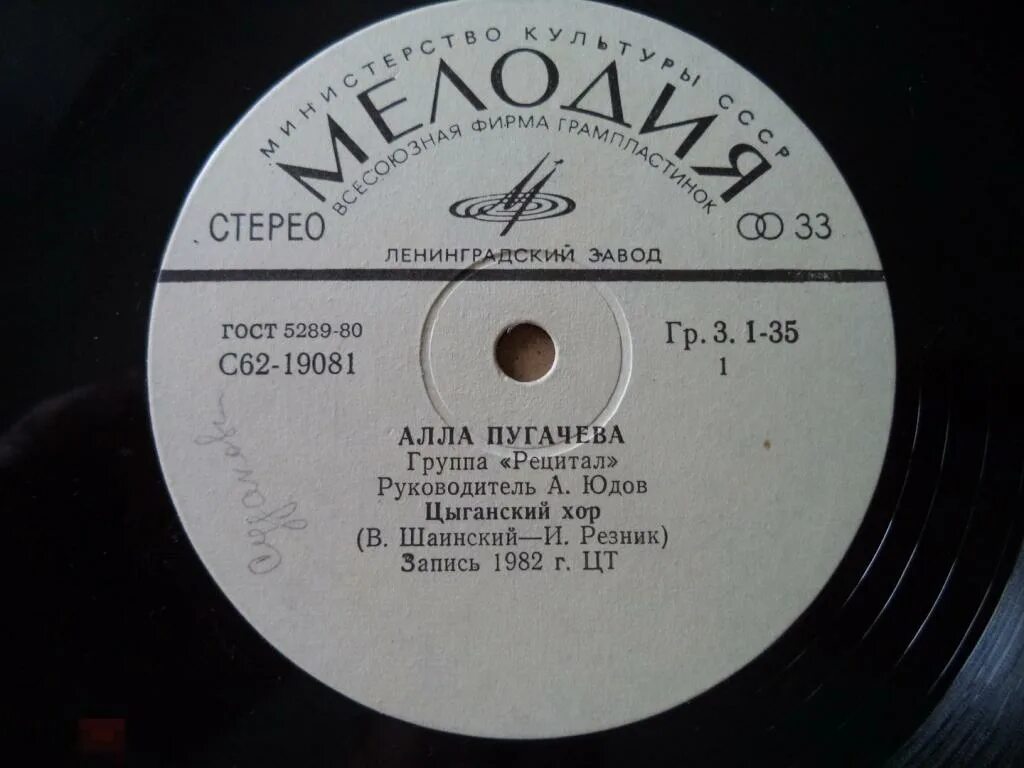 МИНИСТЕРСТВО КУЛЬТУРЫ СССР
МЕЛОДИЯ
ВСЕСОЮЗНАЯ ФИРМА ГРАМПЛАСТИНОК
СТЕРЕО
33
ЛЕНИНГРАДСКИЙ ЗАВОД
ГОСТ 5289-80
Гр. 3. 1-35
С62-19081
1
АЛЛА ПУГАЧЕВА
Группа «Рецитал»
Руководитель А. Юдов
Цыганский хор
(В. Шаинский—И. Резник)
Запись 1982 г. ЦТ